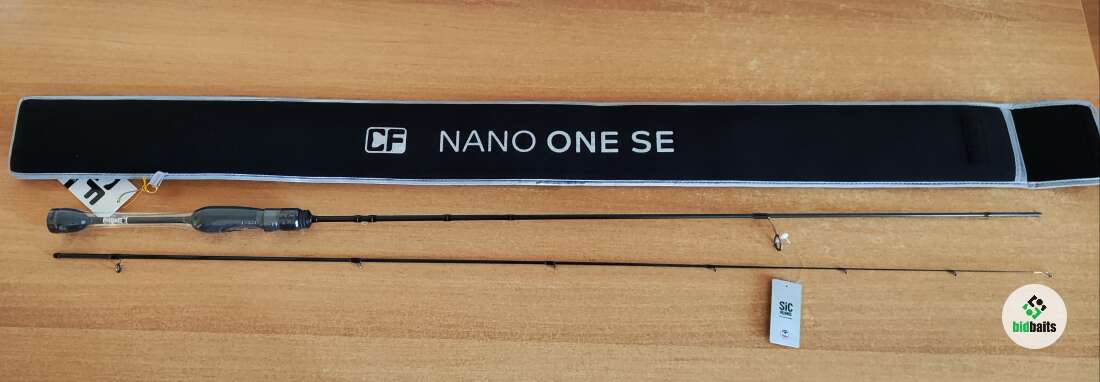 CF NANO ONE SE
SiC
bidbaits